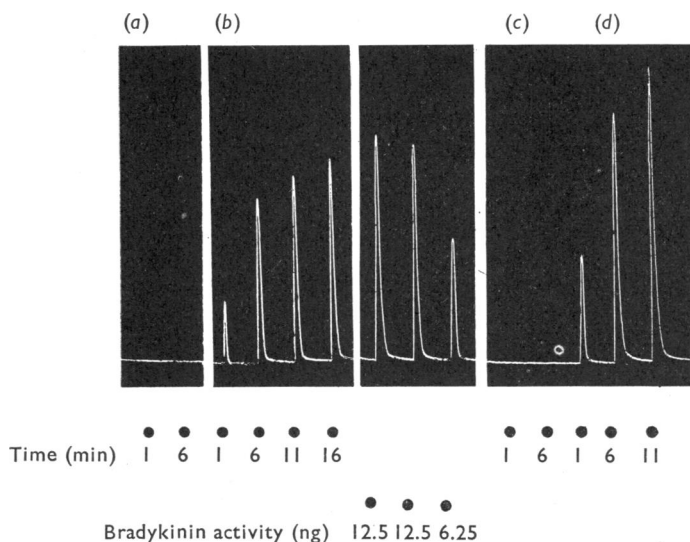 (a) (b) (c) (d)
Time (min) 1 6 1 6 11 16 1 6 1 6 11
Bradykinin activity (ng) 12.5 12.5 6.25